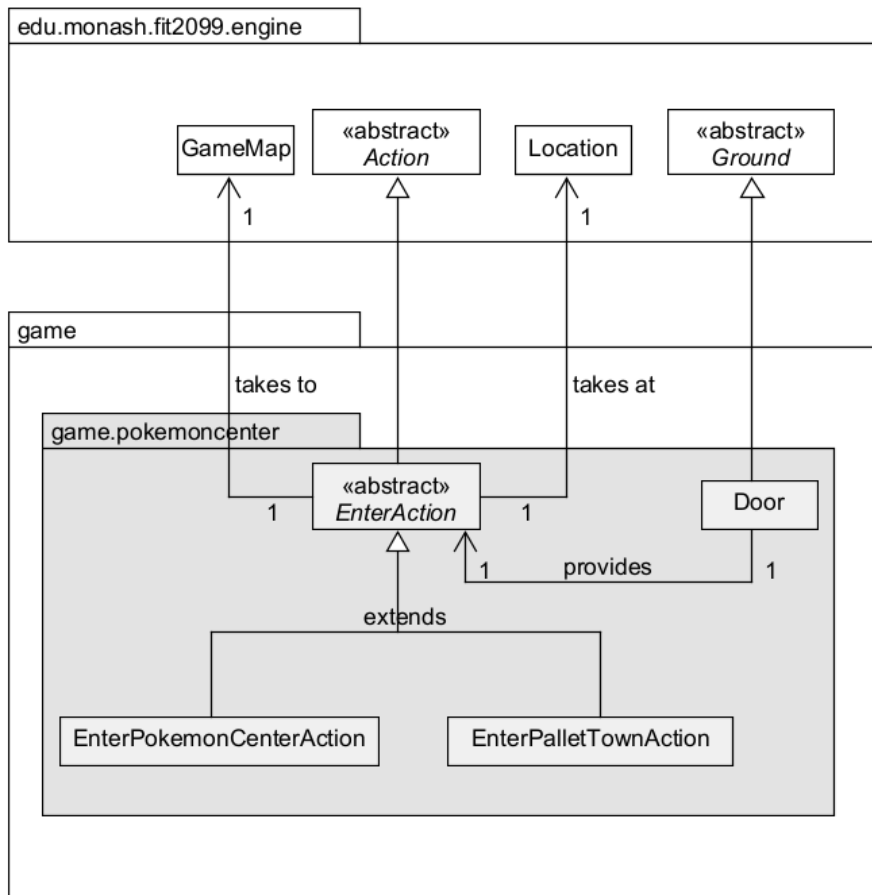 edu.monash.fit2099.engine
GameMap
«abstract»
Action
Location
«abstract»
Ground
1
1
game
takes to
takes at
game.pokemoncenter
«abstract»
EnterAction
Door
1
1
1
provides
1
extends
EnterPokemonCenterAction
EnterPalletTownAction